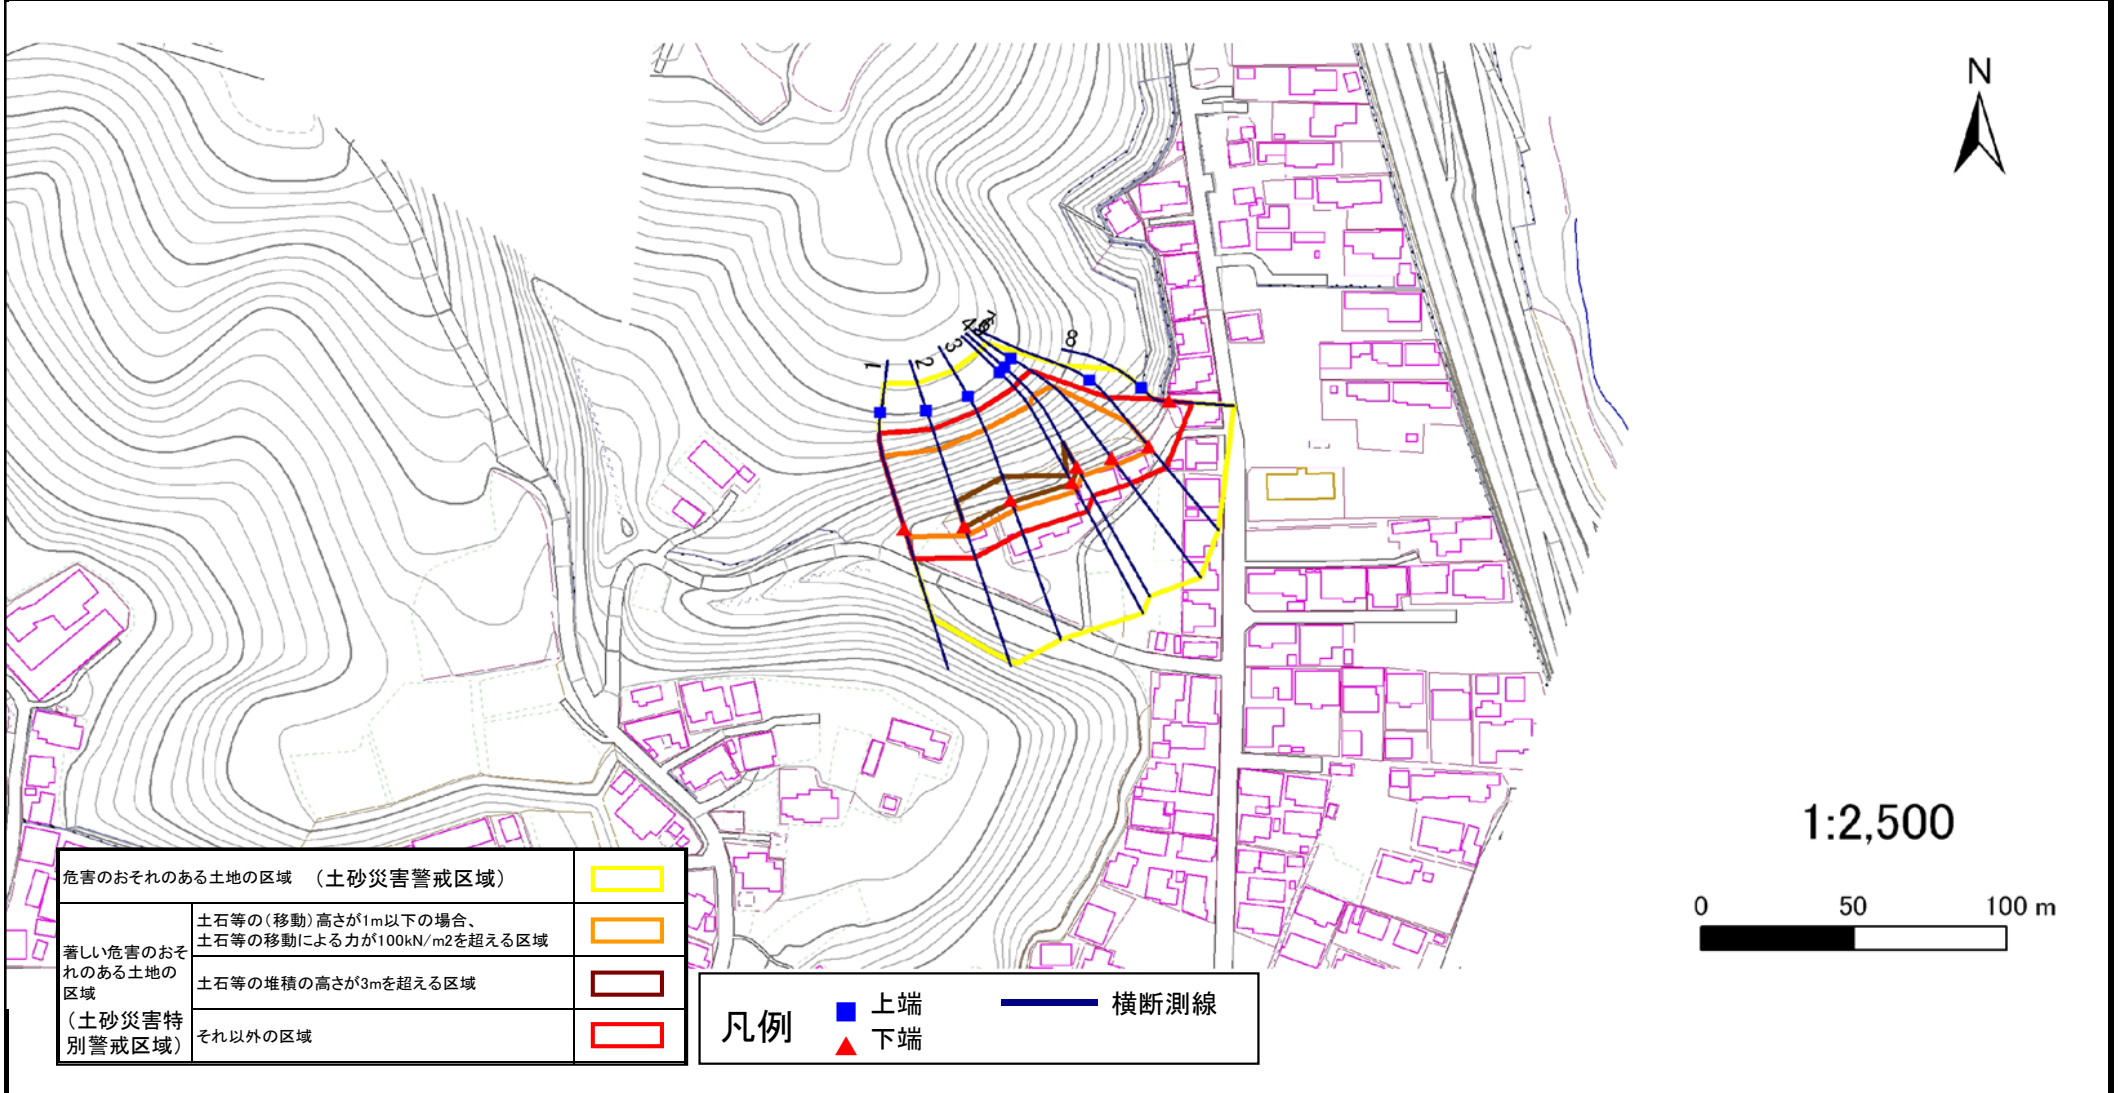 N
1
2
3
4
8
1:2,500
0 50 100 m
危害のおそれのある土地の区域 （土砂災害警戒区域）
著しい危害のおそ
れのある土地の
区域
（土砂災害特
別警戒区域）
土石等の（移動）高さが1m以下の場合、
土石等の移動による力が100kN/m2を超える区域
土石等の堆積の高さが3mを超える区域
それ以外の区域
凡例
上端
下端
横断測線